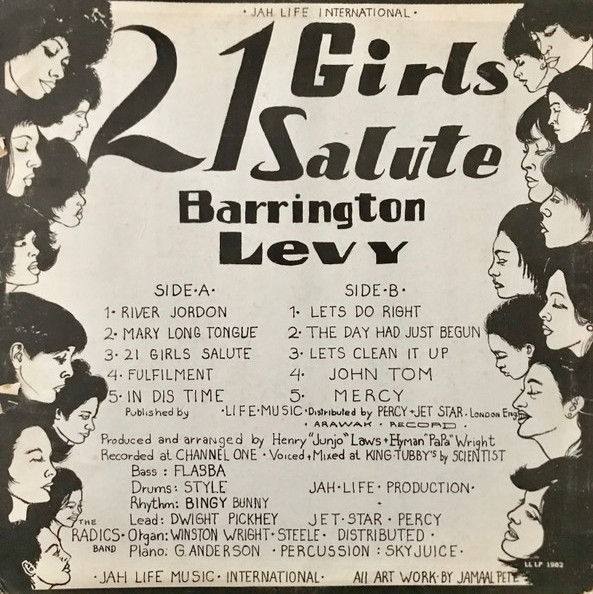 · JAH LIFE INTERNATIONAL ·
21 Girls
Salute
Barrington
Levy
SIDE·A·
1· RIVER JORDON
2· MARY LONG TONGUE
3· 21 GIRLS SALUTE
4· FULFILMENT
5· IN DIS TIME
SIDE·B·
1· LETS DO RIGHT
2· THE DAY HAD JUST BEGUN
3· LETS CLEAN IT UP
4· JOHN TOM
5· MERCY
Published by ·LIFE·MUSIC·Distributed by PERCY+JET STAR·LONDON
· ARAWAK · RECORD ·
Produced and arranged by Henry "Junjo" Laws + Hyman "PaPa" Wright
Recorded at CHANNEL ONE · Voiced + Mixed at KING·TUBBY'S by SCIENTIST
Bass : FLABBA
Drums: STYLE JAH·LIFE·PRODUCTION·
Rhythm: BINGY BUNNY
Lead: DWIGHT PICKHEY JET·STAR·PERCY
THE RADICS· BAND
Organ: WINSTON WRIGHT·STEELE· DISTRIBUTED·
Piano: G.ANDERSON · PERCUSSION : SKYJUICE·
·JAH LIFE MUSIC · INTERNATIONAL· All ART WORK·BY JAMAAL PETE
LL LP 1982